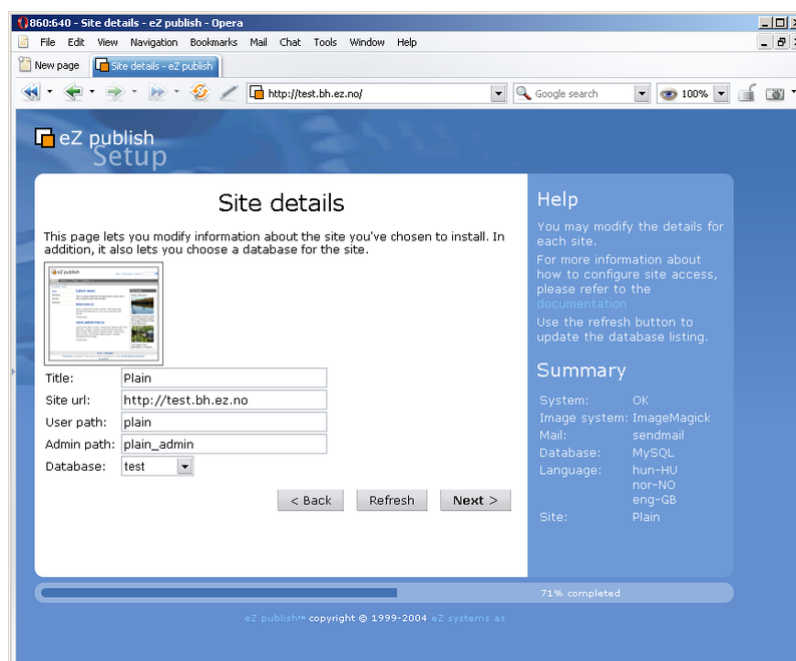 860:640 - Site details - eZ publish - Opera
File Edit View Navigation Bookmarks Mail Chat Tools Window Help
New page
Site details - eZ publish
http://test.bh.ez.no/
Google search
100%
eZ publish
Setup
Site details
This page lets you modify information about the site you've chosen to install. In
addition, it also lets you choose a database for the site.
eZ publish
Title: Plain
Site url: http://test.bh.ez.no
User path: plain
Admin path: plain_admin
Database: test
< Back
Refresh
Next >
Help
You may modify the details for
each site.
For more information about
how to configure site access,
please refer to the
documentation
Use the refresh button to
update the database listing.
Summary
System: OK
Image system: ImageMagick
Mail: sendmail
Database: MySQL
Language: hun-HU
nor-NO
eng-GB
Site: Plain
71% completed
eZ publish™ copyright © 1999-2004 eZ systems as